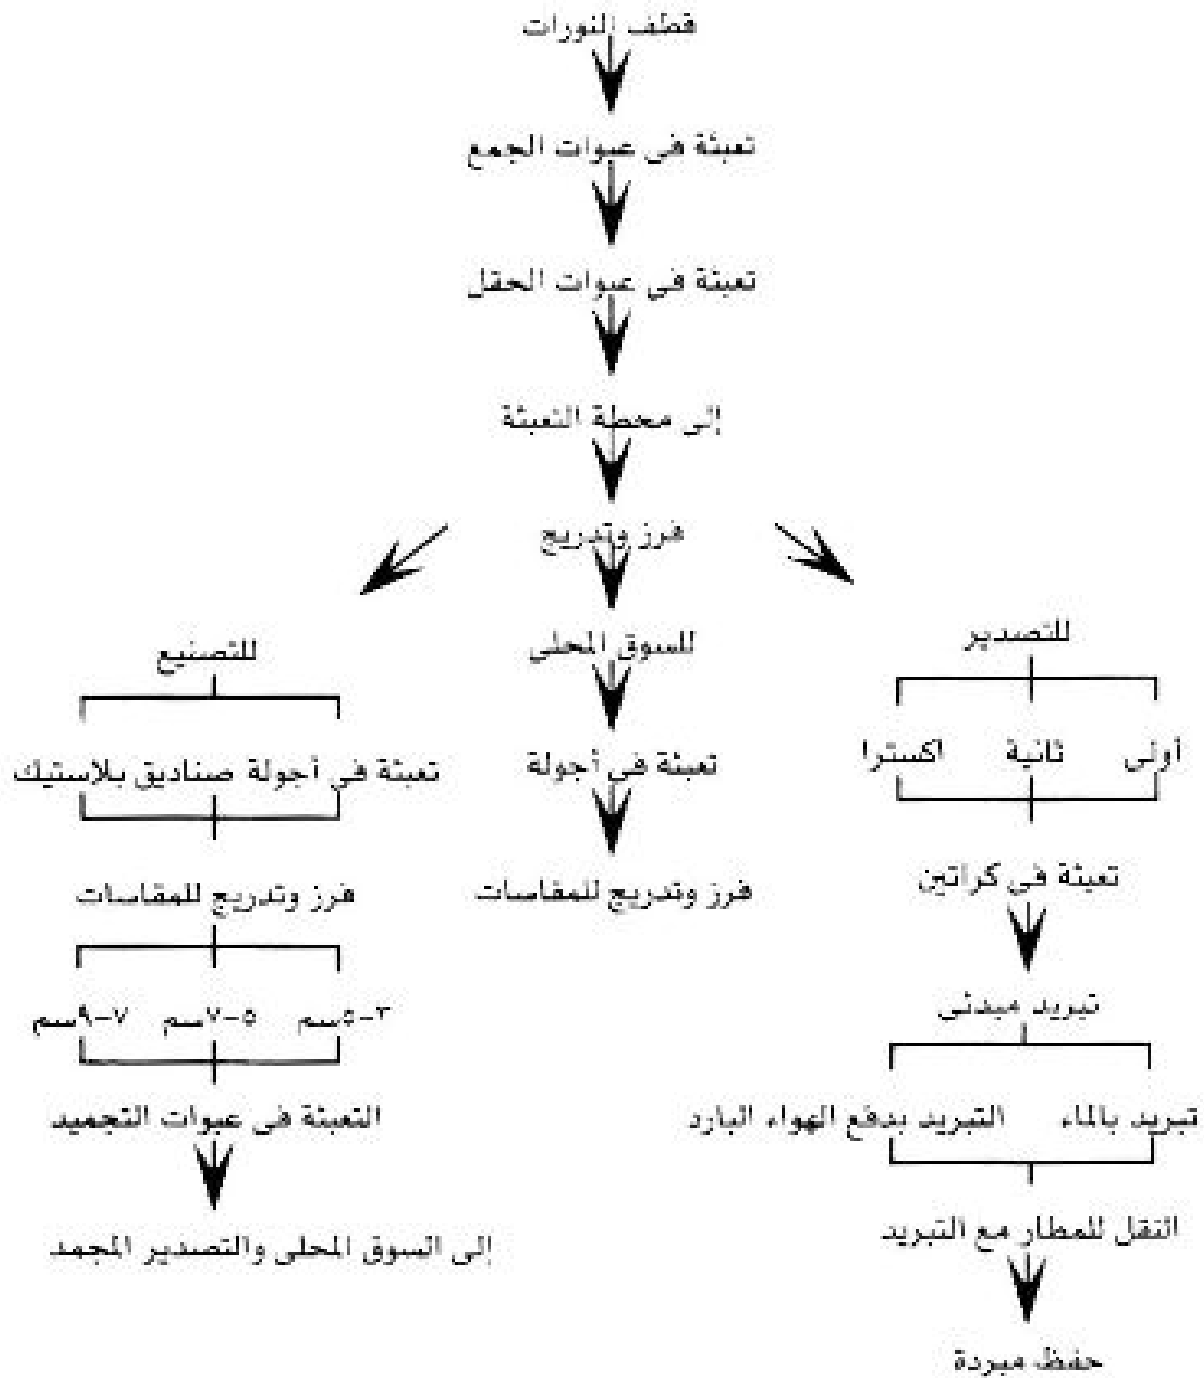 قطف النورات
تعبئة فى عبوات الجمع
تعبئة فى عبوات الحقل
إلى محطة التعبئة
فرز وتدريج
للتصدير
أولى ثانية اكسترا
تعبئة فى كراتين
تبريد مبدئى
تبريد بالماء التبريد بدفع الهواء البارد
النقل للمطار مع التبريد
حفظ مبردة
للسوق المحلى
تعبئة فى أجولة
فرز وتدريج للمقاسات
للتصنيع
تعبئة فى أجولة صناديق بلاستيك
فرز وتدريج للمقاسات
٣-٥سم ٥-٧سم ٧-٩سم
التعبئة فى عبوات التجميد
إلى السوق المحلى والتصدير المجمد